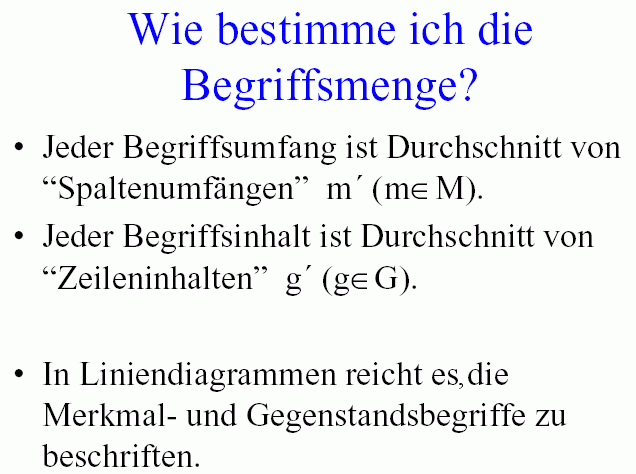 Wie bestimme ich die
Begriffsmenge?
• Jeder Begriffsumfang ist Durchschnitt von
“Spaltenumfängen” m´ (m∈M).
• Jeder Begriffsinhalt ist Durchschnitt von
“Zeileninhalten” g´ (g∈G).
• In Liniendiagrammen reicht es,die
Merkmal- und Gegenstandsbegriffe zu
beschriften.